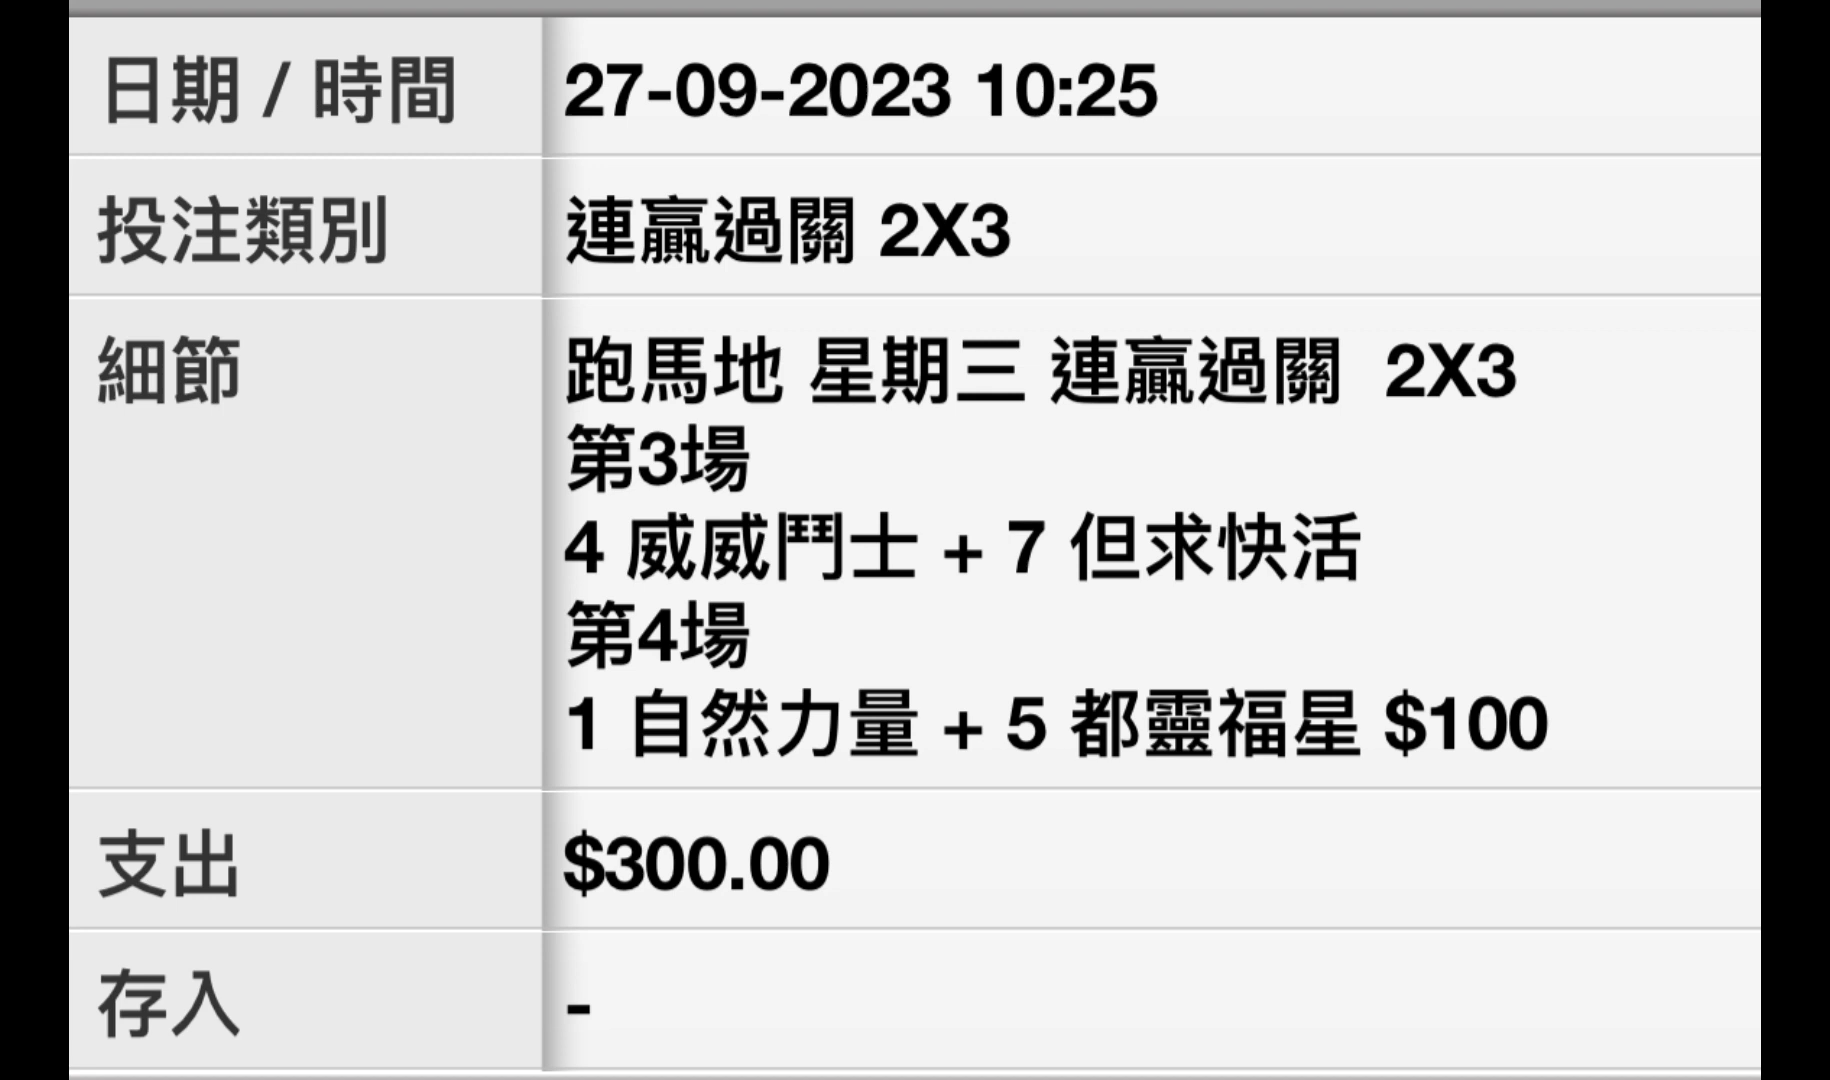 日期 / 時間 27-09-2023 10:25
投注類別 連贏過關 2X3
細節 跑馬地 星期三 連贏過關 2X3
第3場
4 威威鬥士 + 7 但求快活
第4場
1 自然力量 + 5 都靈福星 $100
支出 $300.00
存入 -